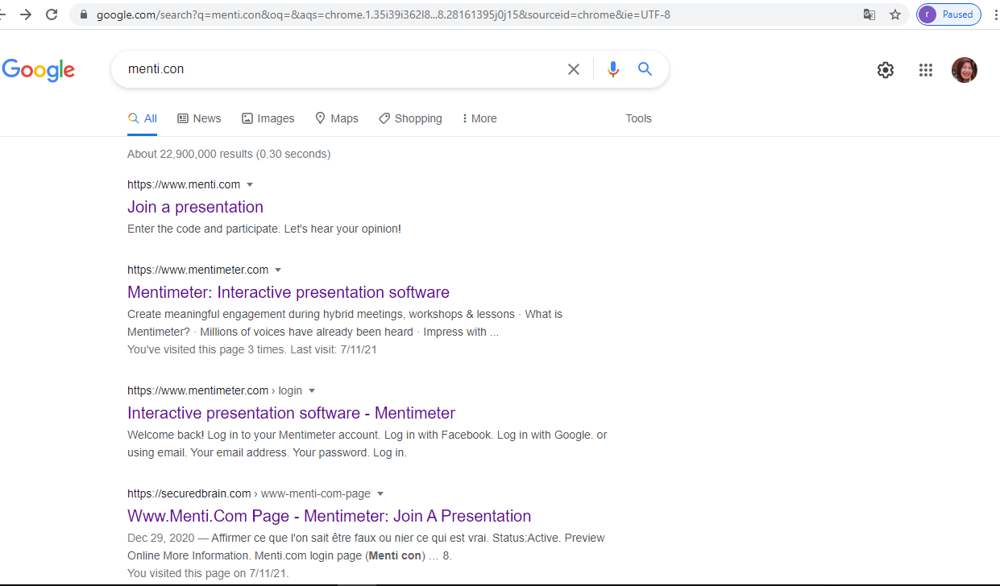 google.com/search?q=menti.con&oq=&aqs=chrome.1.35i39i362l8...8.28161395j0j15&sourceid=chrome&ie=UTF-8
r Paused
Google
menti.con
All News Images Maps Shopping More Tools
About 22,900,000 results (0.30 seconds)
https://www.menti.com
Join a presentation
Enter the code and participate. Let's hear your opinion!
https://www.mentimeter.com
Mentimeter: Interactive presentation software
Create meaningful engagement during hybrid meetings, workshops & lessons · What is
Mentimeter? · Millions of voices have already been heard · Impress with ...
You've visited this page 3 times. Last visit: 7/11/21
https://www.mentimeter.com › login
Interactive presentation software - Mentimeter
Welcome back! Log in to your Mentimeter account. Log in with Facebook. Log in with Google. or
using email. Your email address. Your password. Log in.
https://securedbrain.com › www-menti-com-page
Www.Menti.Com Page - Mentimeter: Join A Presentation
Dec 29, 2020 — Affirmer ce que l'on sait être faux ou nier ce qui est vrai. Status:Active. Preview
Online More Information. Menti.com login page (Menti con) ... 8.
You visited this page on 7/11/21.